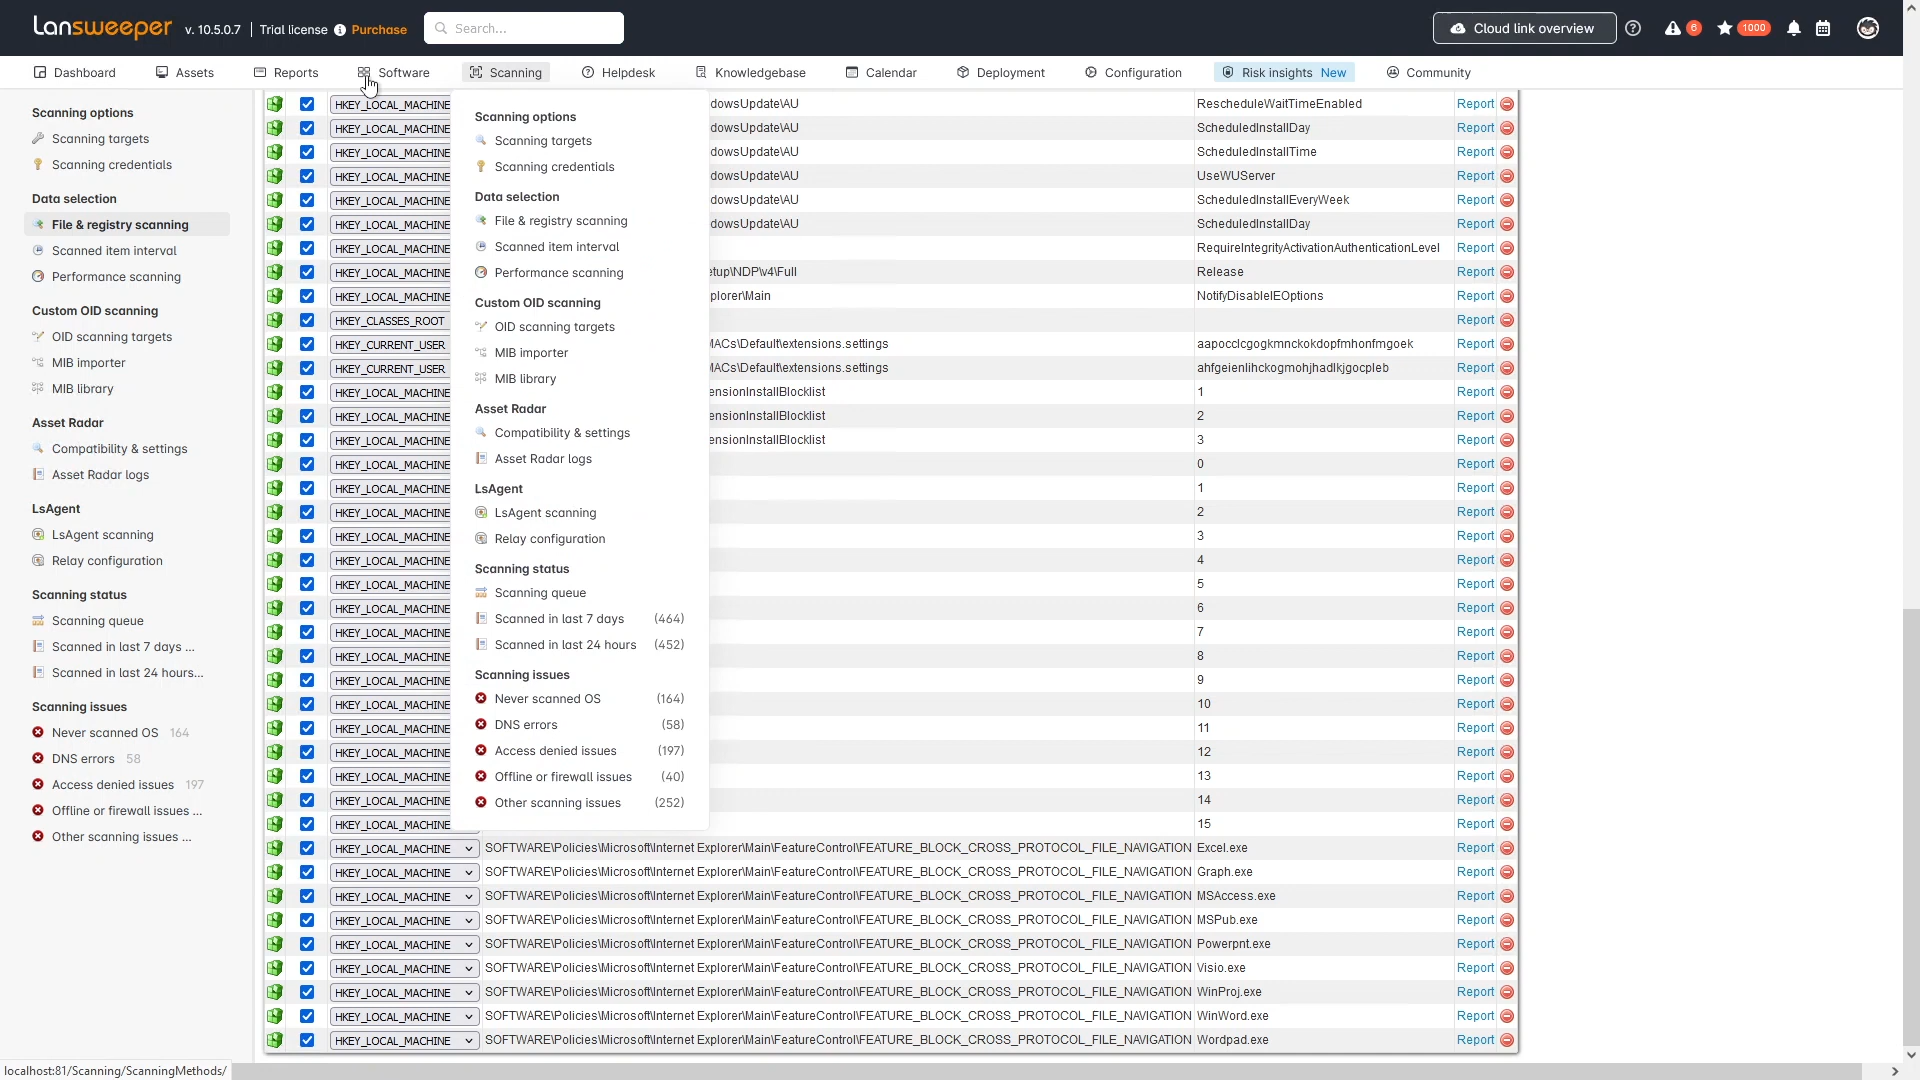 Lansweeper v. 10.5.0.7 Trial license Purchase Search... Cloud link overview 6 1000
Dashboard Assets Reports Software Scanning Helpdesk Knowledgebase Calendar Deployment Configuration Risk insights New Community
Scanning options
Scanning targets
Scanning credentials
Data selection
File & registry scanning
Scanned item interval
Performance scanning
Custom OID scanning
OID scanning targets
MIB importer
MIB library
Asset Radar
Compatibility & settings
Asset Radar logs
LsAgent
LsAgent scanning
Relay configuration
Scanning status
Scanning queue
Scanned in last 7 days ...
Scanned in last 24 hours...
Scanning issues
Never scanned OS 164
DNS errors 58
Access denied issues 197
Offline or firewall issues ...
Other scanning issues ...
Scanning options
Scanning targets
Scanning credentials
Data selection
File & registry scanning
Scanned item interval
Performance scanning
Custom OID scanning
OID scanning targets
MIB importer
MIB library
Asset Radar
Compatibility & settings
Asset Radar logs
LsAgent
LsAgent scanning
Relay configuration
Scanning status
Scanning queue
Scanned in last 7 days (464)
Scanned in last 24 hours (452)
Scanning issues
Never scanned OS (164)
DNS errors (58)
Access denied issues (197)
Offline or firewall issues (40)
Other scanning issues (252)
HKEY_LOCAL_MACHINE dowsUpdate\AU RescheduleWaitTimeEnabled Report
HKEY_LOCAL_MACHINE dowsUpdate\AU ScheduledInstallDay Report
HKEY_LOCAL_MACHINE dowsUpdate\AU ScheduledInstallTime Report
HKEY_LOCAL_MACHINE dowsUpdate\AU UseWUServer Report
HKEY_LOCAL_MACHINE dowsUpdate\AU ScheduledInstallEveryWeek Report
HKEY_LOCAL_MACHINE dowsUpdate\AU ScheduledInstallDay Report
HKEY_LOCAL_MACHINE RequireIntegrityActivationAuthenticationLevel Report
HKEY_LOCAL_MACHINE etup\NDP\v4\Full Release Report
HKEY_LOCAL_MACHINE plorer\Main NotifyDisableIEOptions Report
HKEY_CLASSES_ROOT Report
HKEY_CURRENT_USER MACs\Default\extensions.settings aapocclcgogkmnckokdopfmhonfmgoek Report
HKEY_CURRENT_USER MACs\Default\extensions.settings ahfgeienlihckogmohjhadlkjgocpleb Report
HKEY_LOCAL_MACHINE ensionInstallBlocklist 1 Report
HKEY_LOCAL_MACHINE ensionInstallBlocklist 2 Report
HKEY_LOCAL_MACHINE ensionInstallBlocklist 3 Report
HKEY_LOCAL_MACHINE 0 Report
HKEY_LOCAL_MACHINE 1 Report
HKEY_LOCAL_MACHINE 2 Report
HKEY_LOCAL_MACHINE 3 Report
HKEY_LOCAL_MACHINE 4 Report
HKEY_LOCAL_MACHINE 5 Report
HKEY_LOCAL_MACHINE 6 Report
HKEY_LOCAL_MACHINE 7 Report
HKEY_LOCAL_MACHINE 8 Report
HKEY_LOCAL_MACHINE 9 Report
HKEY_LOCAL_MACHINE 10 Report
HKEY_LOCAL_MACHINE 11 Report
HKEY_LOCAL_MACHINE 12 Report
HKEY_LOCAL_MACHINE 13 Report
HKEY_LOCAL_MACHINE 14 Report
HKEY_LOCAL_MACHINE 15 Report
HKEY_LOCAL_MACHINE SOFTWARE\Policies\Microsoft\Internet Explorer\Main\FeatureControl\FEATURE_BLOCK_CROSS_PROTOCOL_FILE_NAVIGATION Excel.exe Report
HKEY_LOCAL_MACHINE SOFTWARE\Policies\Microsoft\Internet Explorer\Main\FeatureControl\FEATURE_BLOCK_CROSS_PROTOCOL_FILE_NAVIGATION Graph.exe Report
HKEY_LOCAL_MACHINE SOFTWARE\Policies\Microsoft\Internet Explorer\Main\FeatureControl\FEATURE_BLOCK_CROSS_PROTOCOL_FILE_NAVIGATION MSAccess.exe Report
HKEY_LOCAL_MACHINE SOFTWARE\Policies\Microsoft\Internet Explorer\Main\FeatureControl\FEATURE_BLOCK_CROSS_PROTOCOL_FILE_NAVIGATION MSPub.exe Report
HKEY_LOCAL_MACHINE SOFTWARE\Policies\Microsoft\Internet Explorer\Main\FeatureControl\FEATURE_BLOCK_CROSS_PROTOCOL_FILE_NAVIGATION Powerpnt.exe Report
HKEY_LOCAL_MACHINE SOFTWARE\Policies\Microsoft\Internet Explorer\Main\FeatureControl\FEATURE_BLOCK_CROSS_PROTOCOL_FILE_NAVIGATION Visio.exe Report
HKEY_LOCAL_MACHINE SOFTWARE\Policies\Microsoft\Internet Explorer\Main\FeatureControl\FEATURE_BLOCK_CROSS_PROTOCOL_FILE_NAVIGATION WinProj.exe Report
HKEY_LOCAL_MACHINE SOFTWARE\Policies\Microsoft\Internet Explorer\Main\FeatureControl\FEATURE_BLOCK_CROSS_PROTOCOL_FILE_NAVIGATION WinWord.exe Report
HKEY_LOCAL_MACHINE SOFTWARE\Policies\Microsoft\Internet Explorer\Main\FeatureControl\FEATURE_BLOCK_CROSS_PROTOCOL_FILE_NAVIGATION Wordpad.exe Report
localhost:81/Scanning/ScanningMethods/